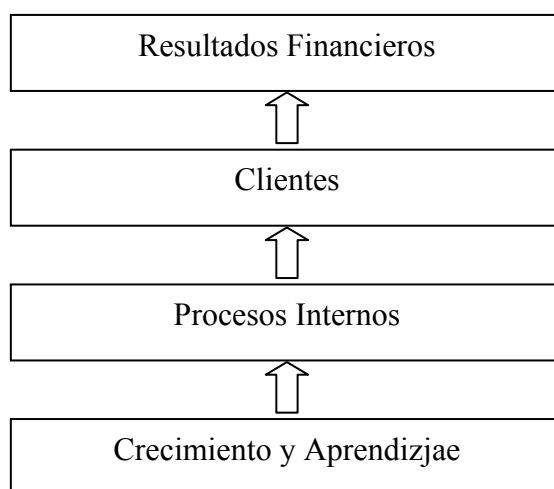 Resultados Financieros
Clientes
Procesos Internos
Crecimiento y Aprendizjae